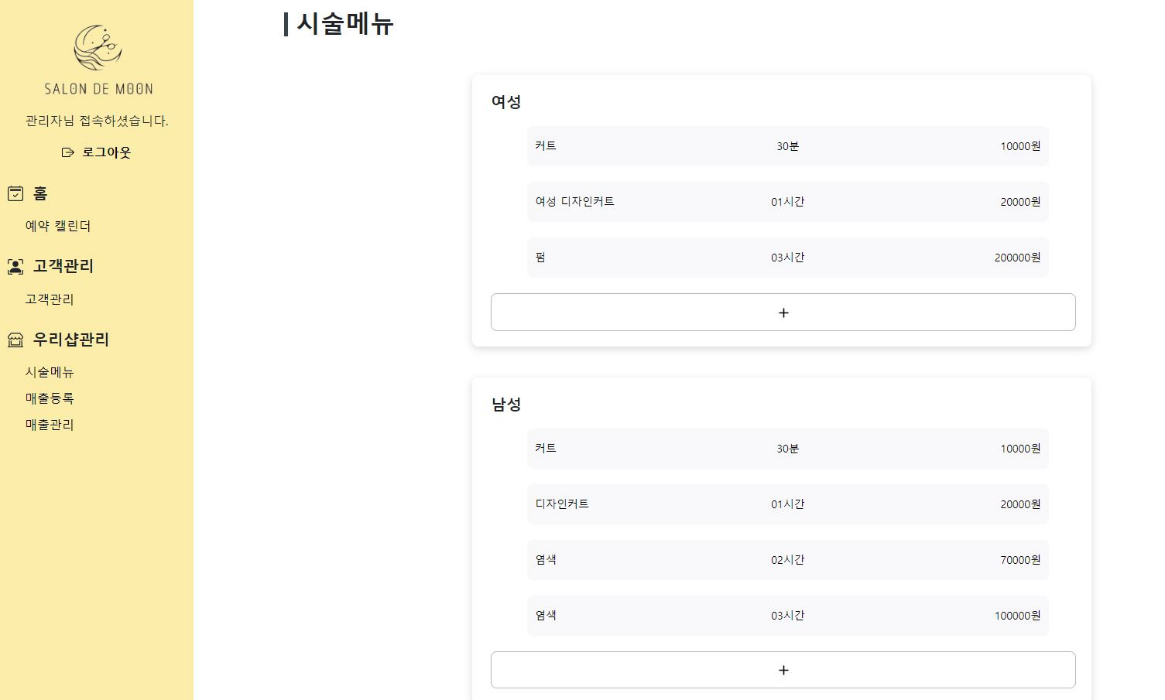 SALON DE MOON
관리자님 접속하셨습니다.
로그아웃
홈
예약 캘린더
고객관리
고객관리
우리샵관리
시술메뉴
매출등록
매출관리
시술메뉴
여성
커트 30분 10000원
여성 디자인커트 01시간 20000원
펌 03시간 200000원
+
남성
커트 30분 10000원
디자인커트 01시간 20000원
염색 02시간 70000원
염색 03시간 100000원
+